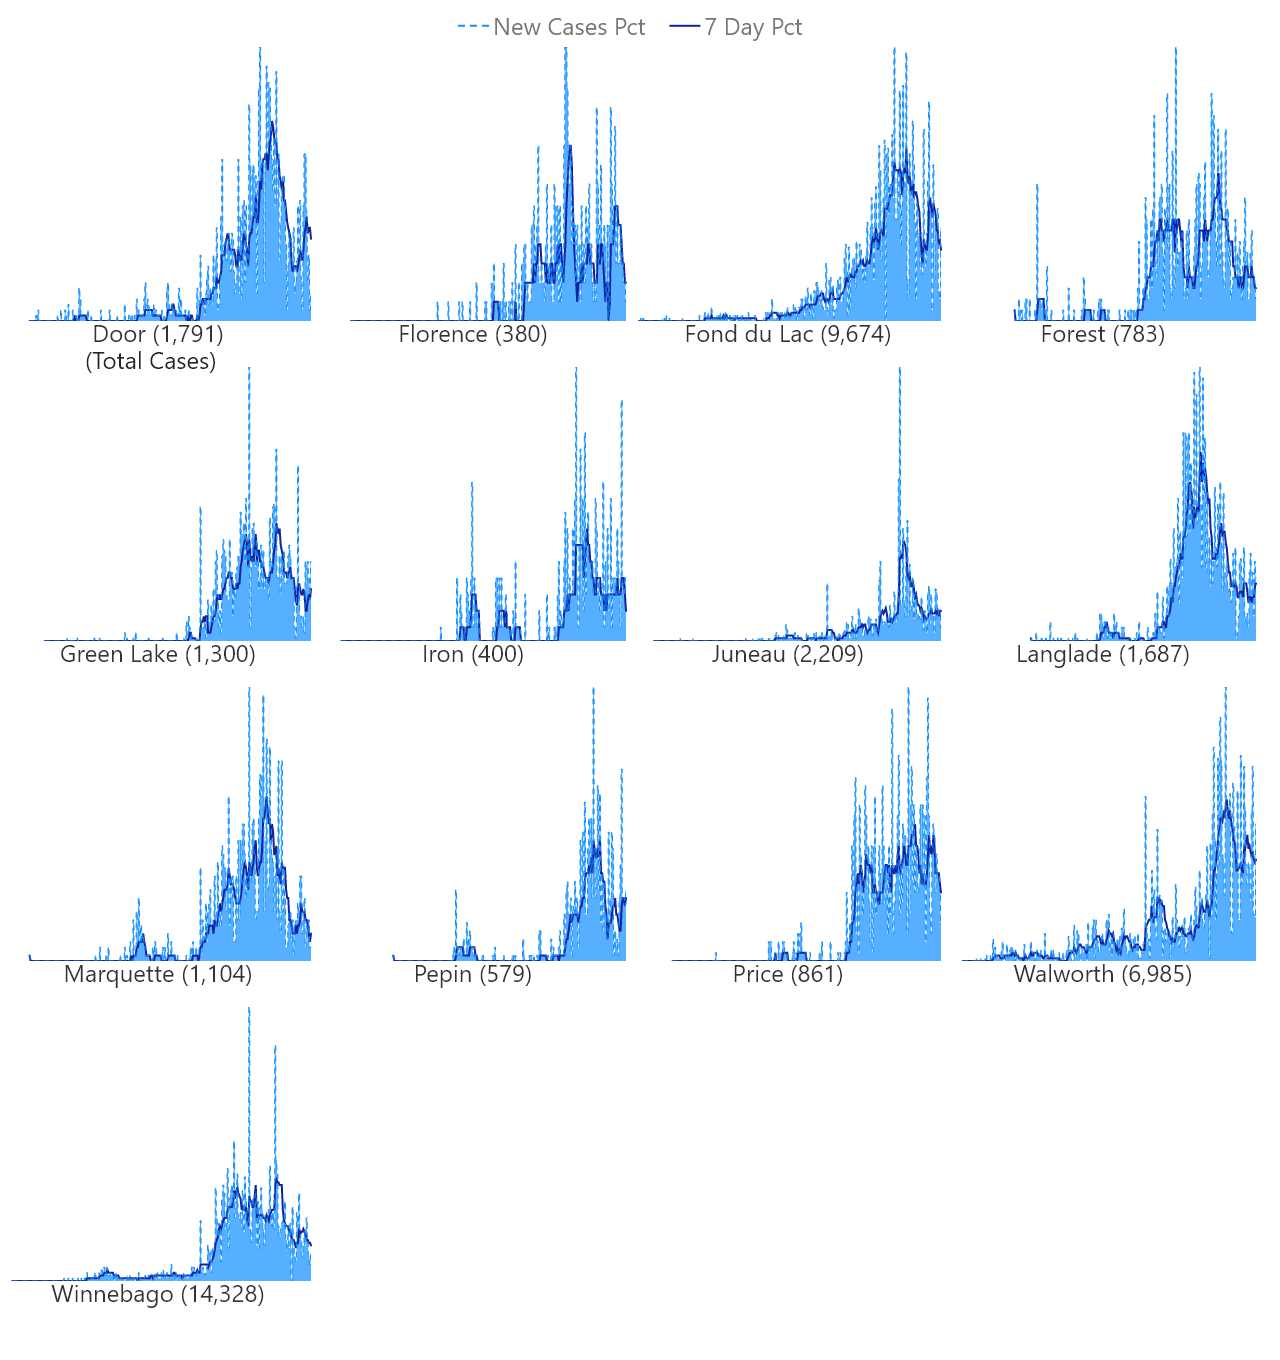 New Cases Pct 7 Day Pct
Door (1,791) Florence (380) Fond du Lac (9,674) Forest (783)
(Total Cases)
Green Lake (1,300) Iron (400) Juneau (2,209) Langlade (1,687)
Marquette (1,104) Pepin (579) Price (861) Walworth (6,985)
Winnebago (14,328)